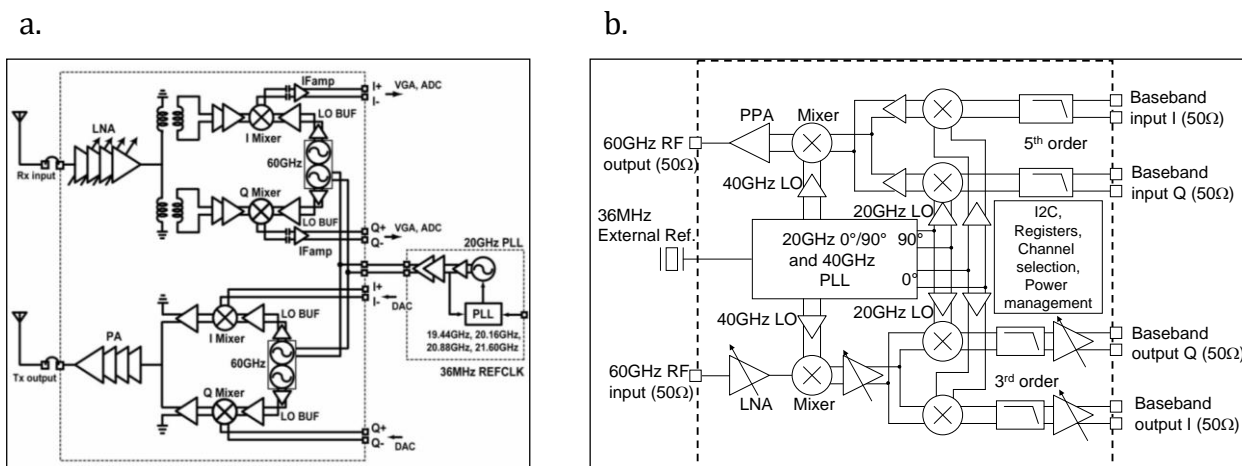 a.
IFamp
I+
I-
VGA, ADC
LO BUF
LNA
I Mixer
60GHz
Rx input
Q Mixer
LO BUF
Q+
Q-
VGA, ADC
IFamp
20GHz PLL
I+
I-
DAC
PLL
LO BUF
PA
I Mixer
19.44GHz, 20.16GHz,
20.88GHz, 21.60GHz
60GHz
36MHz REFCLK
Tx output
Q Mixer
LO BUF
Q+
Q-
DAC
b.
Baseband
input I (50Ω)
PPA
Mixer
60GHz RF
output (50Ω)
5th order
Baseband
input Q (50Ω)
40GHz LO
36MHz
External Ref.
20GHz LO
20GHz 0°/90°
and 40GHz
PLL
90°
0°
I2C,
Registers,
Channel
selection,
Power
management
40GHz LO
20GHz LO
Baseband
output Q (50Ω)
60GHz RF
input (50Ω)
LNA
Mixer
3rd order
Baseband
output I (50Ω)